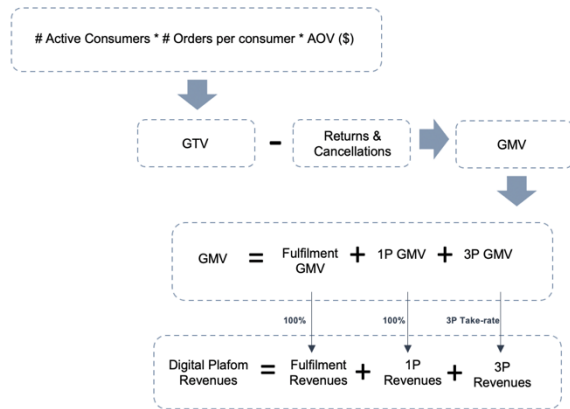 # Active Consumers * # Orders per consumer * AOV ($)
GTV
-
Returns &
Cancellations
GMV
GMV = Fulfilment + 1P GMV + 3P GMV
GMV
100%
100%
3P Take-rate
Digital Plafom = Fulfilment + 1P + 3P
Revenues Revenues Revenues Revenues